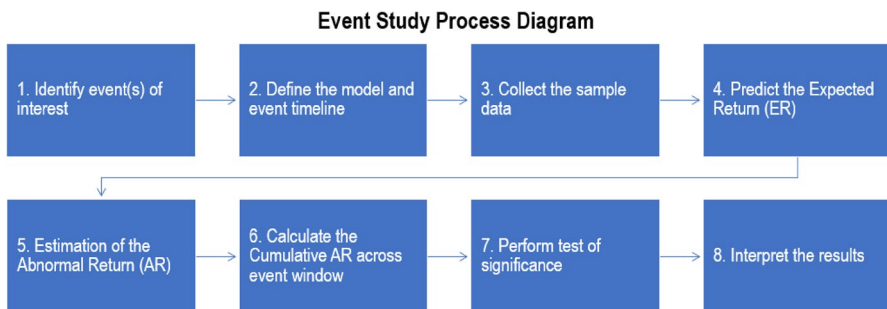 Event Study Process Diagram
1. Identify event(s) of
interest
2. Define the model and
event timeline
3. Collect the sample
data
4. Predict the Expected
Return (ER)
5. Estimation of the
Abnormal Return (AR)
6. Calculate the
Cumulative AR across
event window
7. Perform test of
significance
8. Interpret the results